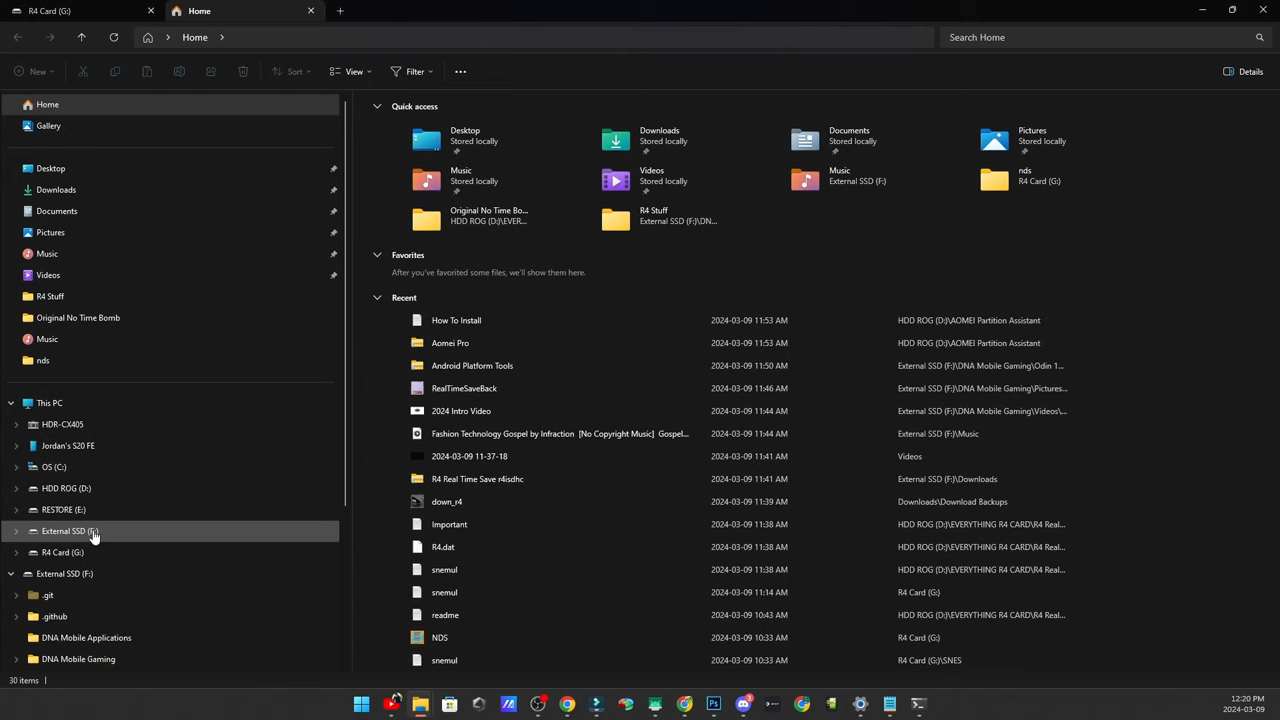 R4 Card (G:)
Home
Home
Search Home
New
Sort
View
Filter
Details
Home
Gallery
Desktop
Downloads
Documents
Pictures
Music
Videos
R4 Stuff
Original No Time Bomb
Music
nds
This PC
HDR-CX405
Jordan's S20 FE
OS (C:)
HDD ROG (D:)
RESTORE (E:)
External SSD (F:)
R4 Card (G:)
External SSD (F:)
.git
.github
DNA Mobile Applications
DNA Mobile Gaming
Quick access
Desktop
Stored locally
Downloads
Stored locally
Documents
Stored locally
Pictures
Stored locally
Music
Stored locally
Videos
Stored locally
Music
External SSD (F:)
nds
R4 Card (G:)
Original No Time Bo...
HDD ROG (D:)\EVER...
R4 Stuff
External SSD (F:)\DN...
Favorites
After you've favorited some files, we'll show them here.
Recent
How To Install 2024-03-09 11:53 AM HDD ROG (D:)\AOMEI Partition Assistant
Aomei Pro 2024-03-09 11:53 AM HDD ROG (D:)\AOMEI Partition Assistant
Android Platform Tools 2024-03-09 11:50 AM External SSD (F:)\DNA Mobile Gaming\Odin 1...
RealTimeSaveBack 2024-03-09 11:46 AM External SSD (F:)\DNA Mobile Gaming\Pictures...
2024 Intro Video 2024-03-09 11:44 AM External SSD (F:)\DNA Mobile Gaming\Videos\...
Fashion Technology Gospel by Infraction [No Copyright Music] Gospel... 2024-03-09 11:44 AM External SSD (F:)\Music
2024-03-09 11-37-18 2024-03-09 11:44 AM Videos
R4 Real Time Save r4isdhc 2024-03-09 11:44 AM External SSD (F:)\Downloads
down_r4 2024-03-09 11:39 AM Downloads\Download Backups
Important 2024-03-09 11:38 AM HDD ROG (D:)\EVERYTHING R4 CARD\R4 Real...
R4.dat 2024-03-09 11:38 AM HDD ROG (D:)\EVERYTHING R4 CARD\R4 Real...
snemul 2024-03-09 11:38 AM HDD ROG (D:)\EVERYTHING R4 CARD\R4 Real...
snemul 2024-03-09 11:14 AM R4 Card (G:)
readme 2024-03-09 10:43 AM HDD ROG (D:)\EVERYTHING R4 CARD\R4 Real...
NDS 2024-03-09 10:33 AM R4 Card (G:)
snemul 2024-03-09 10:33 AM R4 Card (G:)\SNES
30 items
12:20 PM
2024-03-09